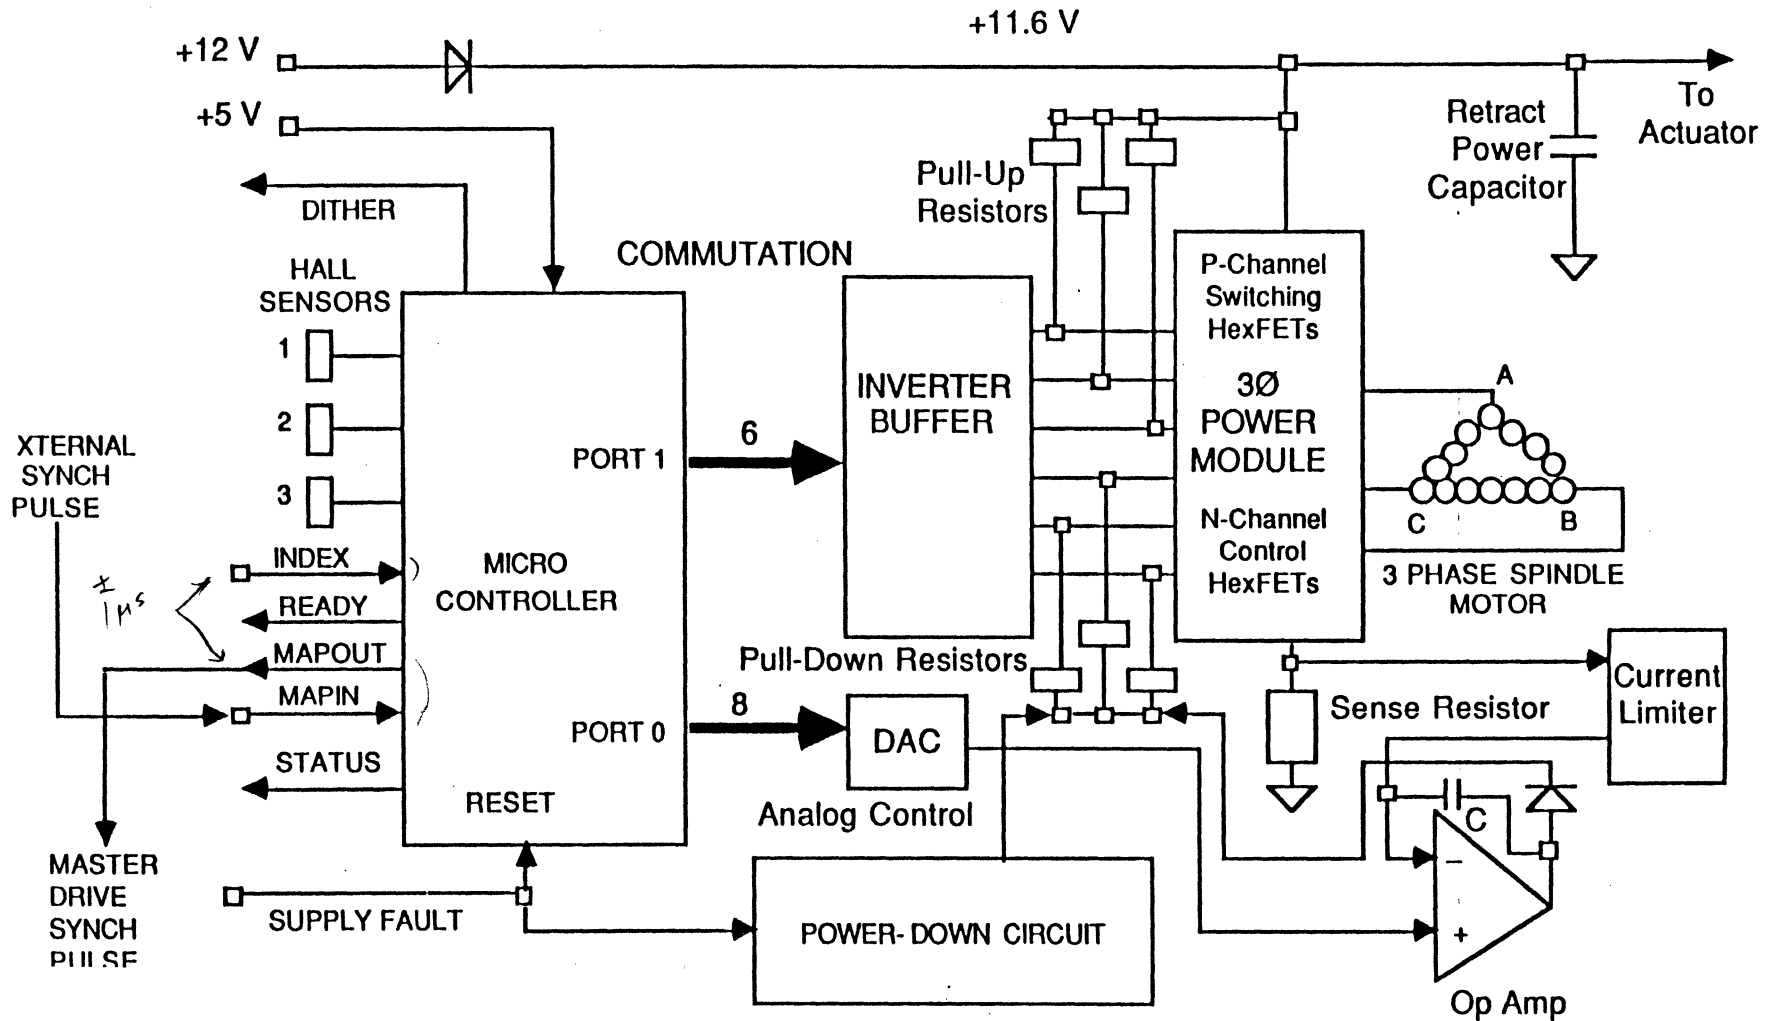 +11.6 V
+12 V
+5 V
To
Actuator
Retract
Power
Capacitor
Pull-Up
Resistors
DITHER
COMMUTATION
HALL
SENSORS
1
2
3
P-Channel
Switching
HexFETs
3Ø
POWER
MODULE
N-Channel
Control
HexFETs
INVERTER
BUFFER
6
PORT 1
A
C
B
3 PHASE SPINDLE
MOTOR
XTERNAL
SYNCH
PULSE
INDEX
READY
MAPOUT
MAPIN
STATUS
±
1µs
MICRO
CONTROLLER
Pull-Down Resistors
8
PORT 0
DAC
Analog Control
Sense Resistor
Current
Limiter
C
RESET
MASTER
DRIVE
SYNCH
PULSE
SUPPLY FAULT
POWER-DOWN CIRCUIT
−
+
Op Amp